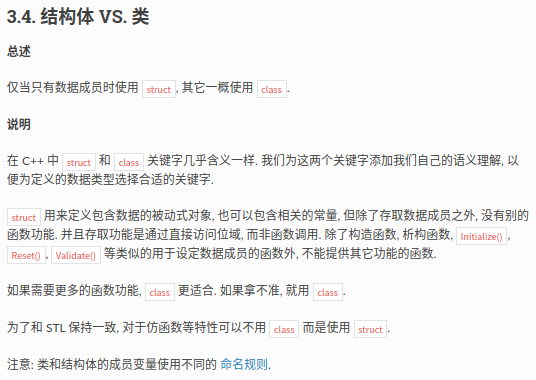 3.4. 结构体 VS. 类
总述
仅当只有数据成员时使用 struct, 其它一概使用 class.
说明
在 C++ 中 struct 和 class 关键字几乎含义一样. 我们为这两个关键字添加我们自己的语义理解, 以
便为定义的数据类型选择合适的关键字.
struct 用来定义包含数据的被动式对象, 也可以包含相关的常量, 但除了存取数据成员之外, 没有别的
函数功能. 并且存取功能是通过直接访问位域, 而非函数调用. 除了构造函数, 析构函数, Initialize(),
Reset(), Validate() 等类似的用于设定数据成员的函数外, 不能提供其它功能的函数.
如果需要更多的函数功能, class 更适合. 如果拿不准, 就用 class.
为了和 STL 保持一致, 对于仿函数等特性可以不用 class 而是使用 struct.
注意: 类和结构体的成员变量使用不同的 命名规则.